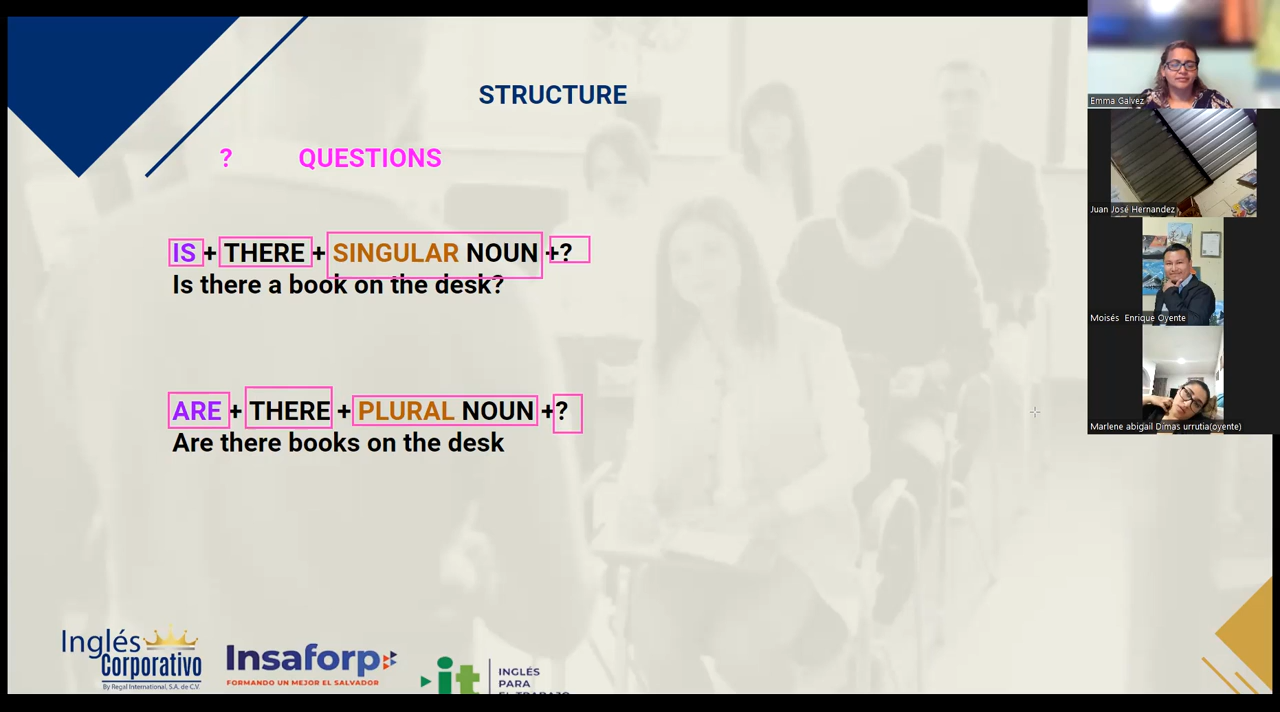 STRUCTURE
? QUESTIONS
IS + THERE + SINGULAR NOUN +?
Is there a book on the desk?
ARE + THERE + PLURAL NOUN +?
Are there books on the desk
Inglés
Corporativo
By Regal International, S.A. de C.V.
Insaforp
FORMANDO UN MEJOR EL SALVADOR
it
INGLÉS
PARA
EL TRABAJO
Emma Galvez
Juan José Hernandez
Moisés Enrique Oyente
Marlene abigail Dimas urrutia(oyente)